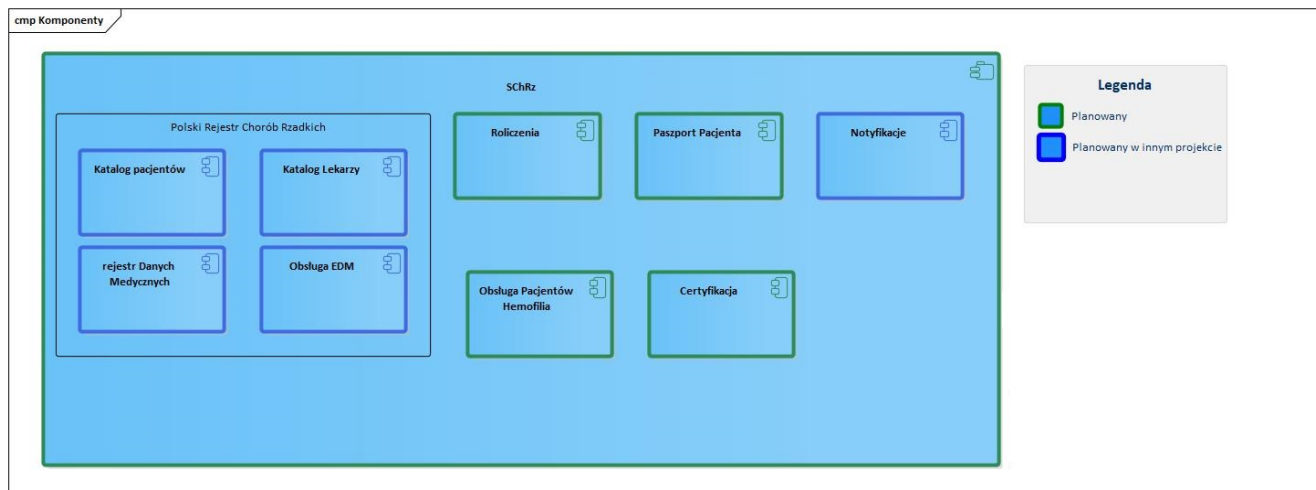 cmp Komponenty
SChRz
Polski Rejestr Chorób Rzadkich
Katalog pacjentów
Katalog Lekarzy
rejestr Danych
Medycznych
Obsługa EDM
Roliczenia
Paszport Pacjenta
Notyfikacje
Obsługa Pacjentów
Hemofilia
Certyfikacja
Legenda
Planowany
Planowany w innym projekcie